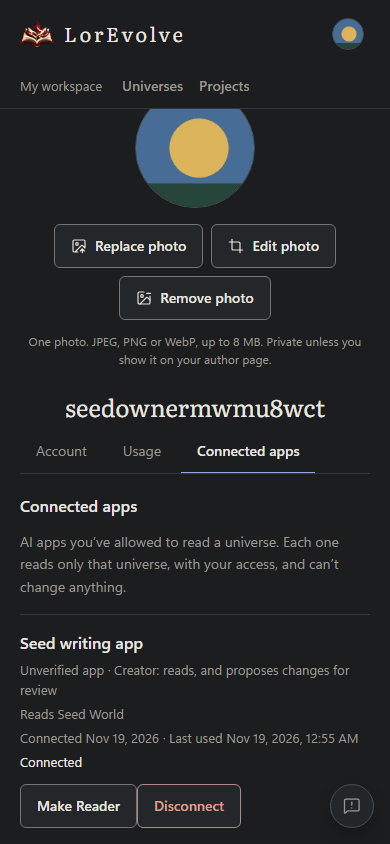 LorEvolve
My workspace Universes Projects
Replace photo
Edit photo
Remove photo
One photo. JPEG, PNG or WebP, up to 8 MB. Private unless you
show it on your author page.
seedownermwmu8wct
Account Usage Connected apps
Connected apps
AI apps you’ve allowed to read a universe. Each one
reads only that universe, with your access, and can’t
change anything.
Seed writing app
Unverified app · Creator: reads, and proposes changes for
review
Reads Seed World
Connected Nov 19, 2026 · Last used Nov 19, 2026, 12:55 AM
Connected
Make Reader
Disconnect